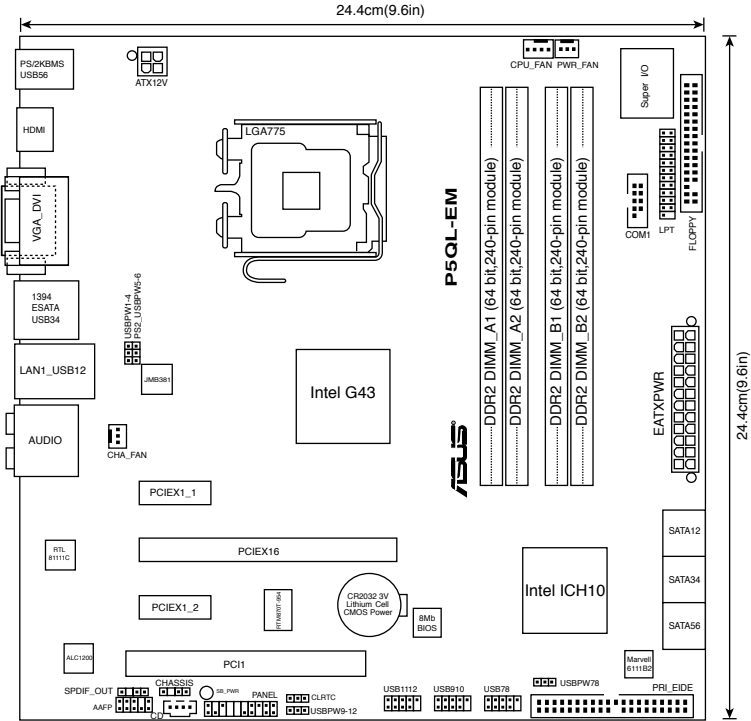 24.4cm(9.6in)
PS/2KBMS
USB56
ATX12V
CPU_FAN
PWR_FAN
Super I/O
HDMI
LGA775
VGA_DVI
P5QL-EM
DDR2 DIMM_A1 (64 bit,240-pin module)
DDR2 DIMM_A2 (64 bit,240-pin module)
DDR2 DIMM_B1 (64 bit,240-pin module)
DDR2 DIMM_B2 (64 bit,240-pin module)
COM1
LPT
FLOPPY
1394
ESATA
USB34
USBPW1-4
PS2_USBPW5-6
LAN1_USB12
JMB381
Intel G43
EATXPWR
24.4cm(9.6in)
AUDIO
CHA_FAN
ASUS
PCIEX1_1
SATA12
RTL
8111C
PCIEX16
Intel ICH10
SATA34
PCIEX1_2
RTM870T-954
CR2032 3V
Lithium Cell
CMOS Power
8Mb
BIOS
SATA56
ALC1200
PCI1
Marvell
6111B2
SPDIF_OUT
CHASSIS
SB_PWR
PANEL
CLRTC
USB1112
USB910
USB78
USBPW78
PRI_EIDE
AAFP
CD
USBPW9-12